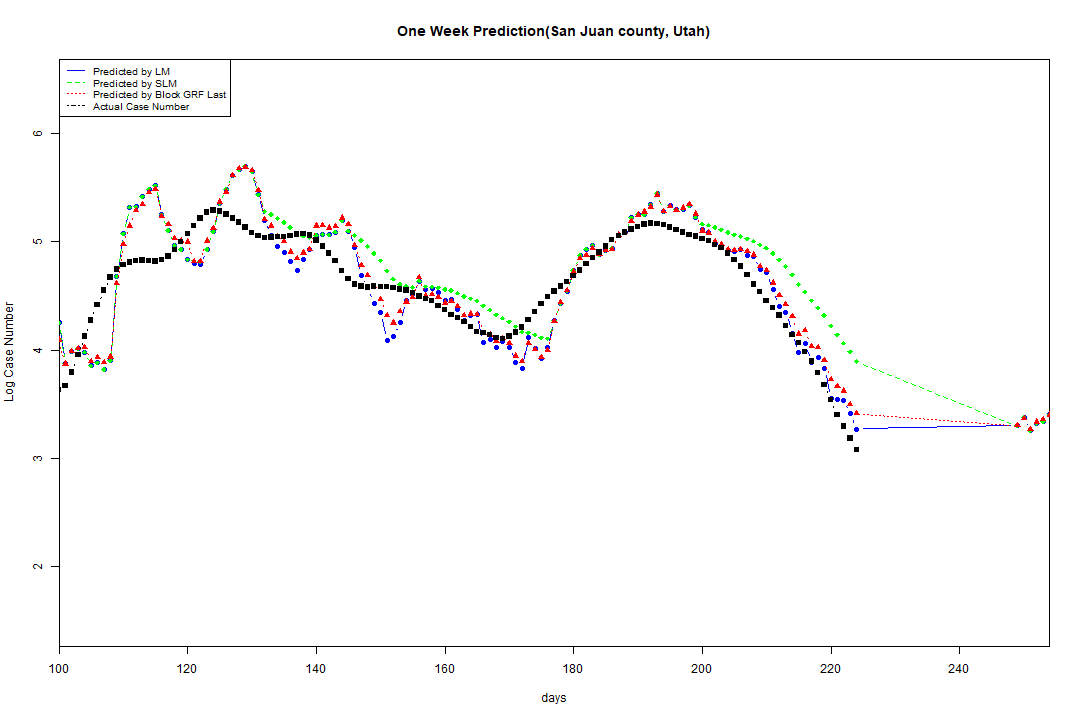 One Week Prediction(San Juan county, Utah)
Predicted by LM
Predicted by SLM
Predicted by Block GRF Last
Actual Case Number
6
5
4
3
2
Log Case Number
100 120 140 160 180 200 220 240
days